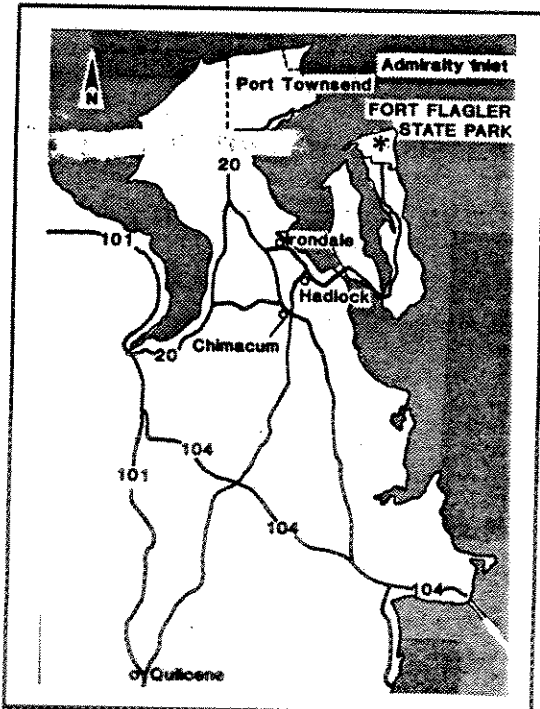 Port Townsend
Admiralty Inlet
N
FORT FLAGLER
STATE PARK
*
20
101
Irondale
Hadlock
Chimacum
20
104
101
104
104
Quilcene